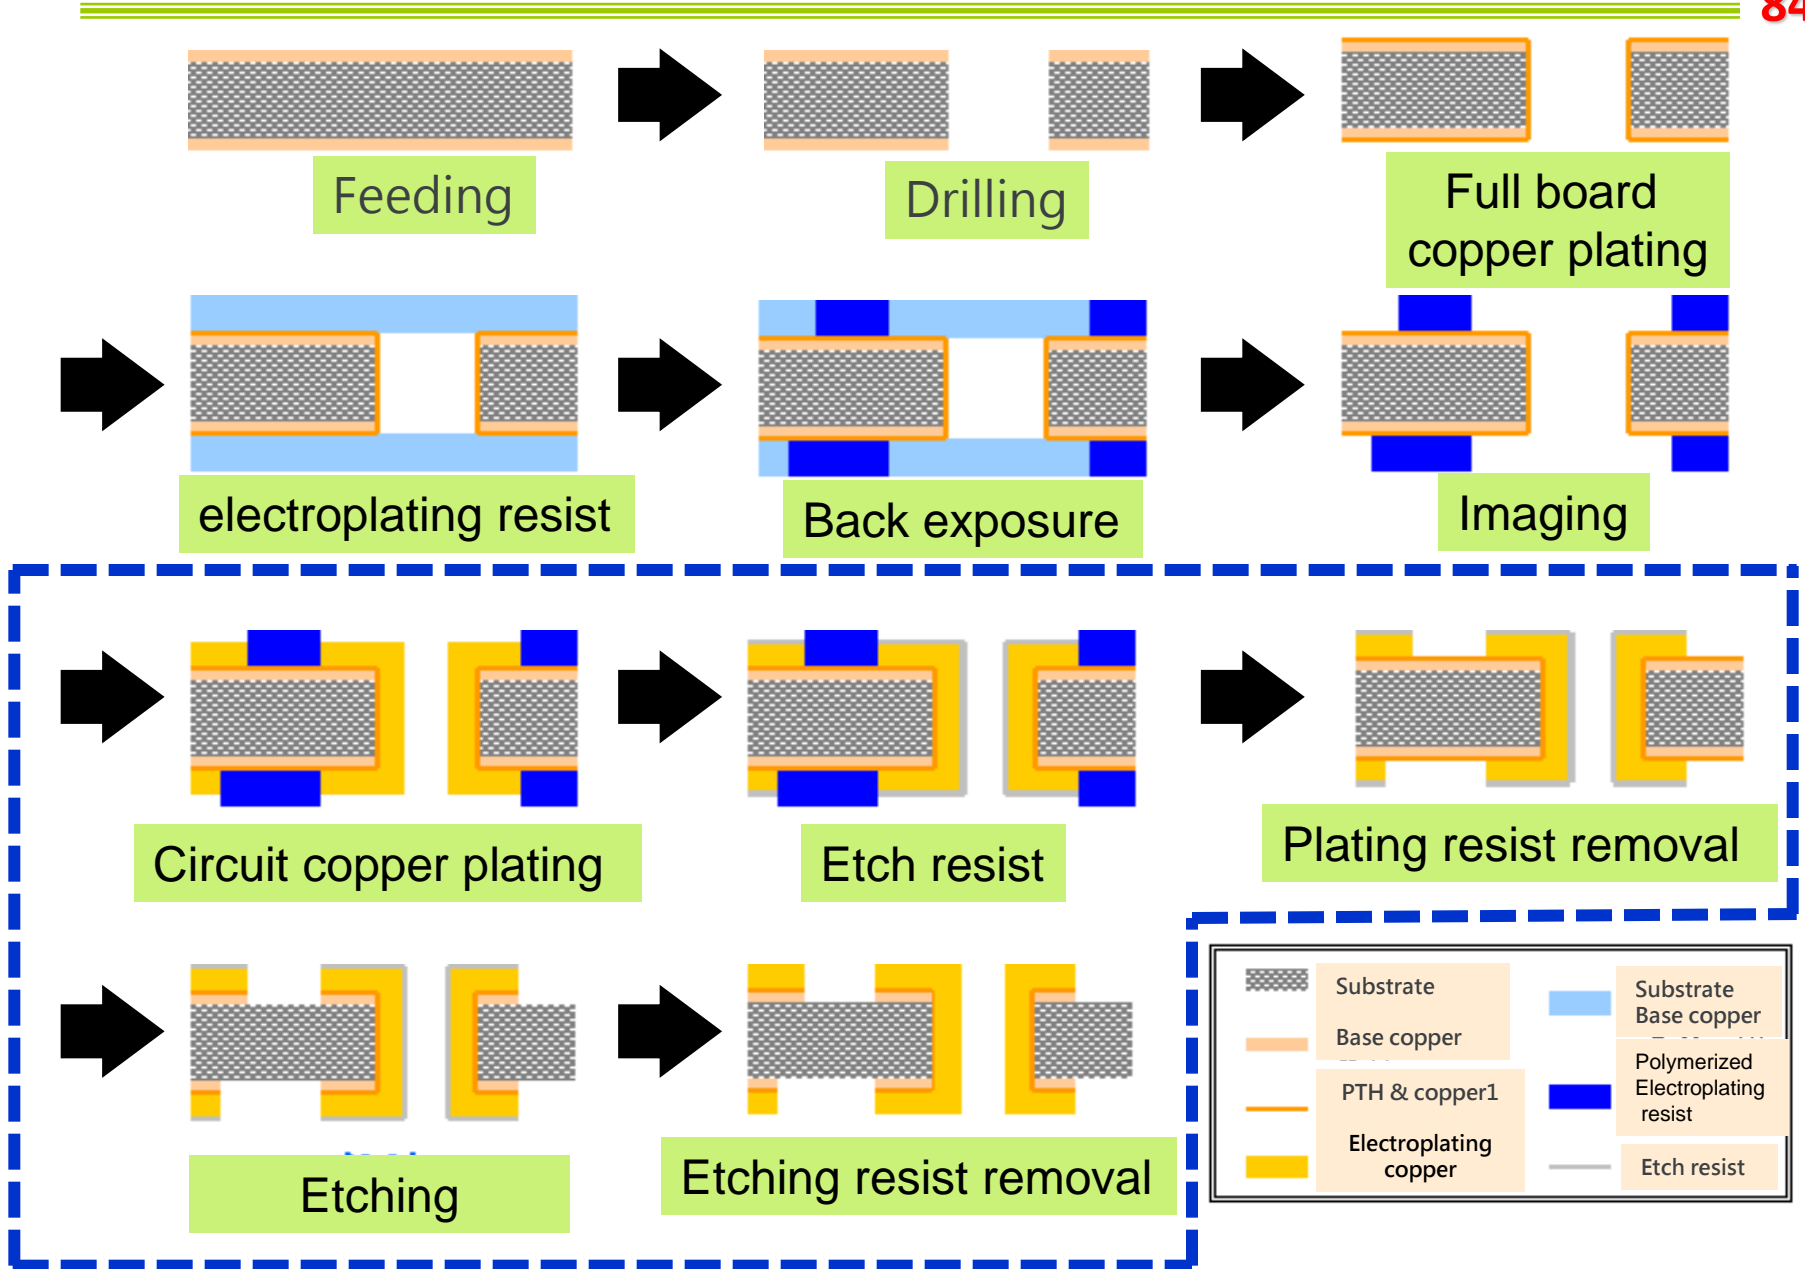 84
Feeding
Drilling
Full board
copper plating
electroplating resist
Back exposure
Imaging
Circuit copper plating
Etch resist
Plating resist removal
Etching
Etching resist removal
Substrate
Base copper
PTH & copper1
Electroplating
copper
Substrate
Base copper
Polymerized
Electroplating
resist
Etch resist